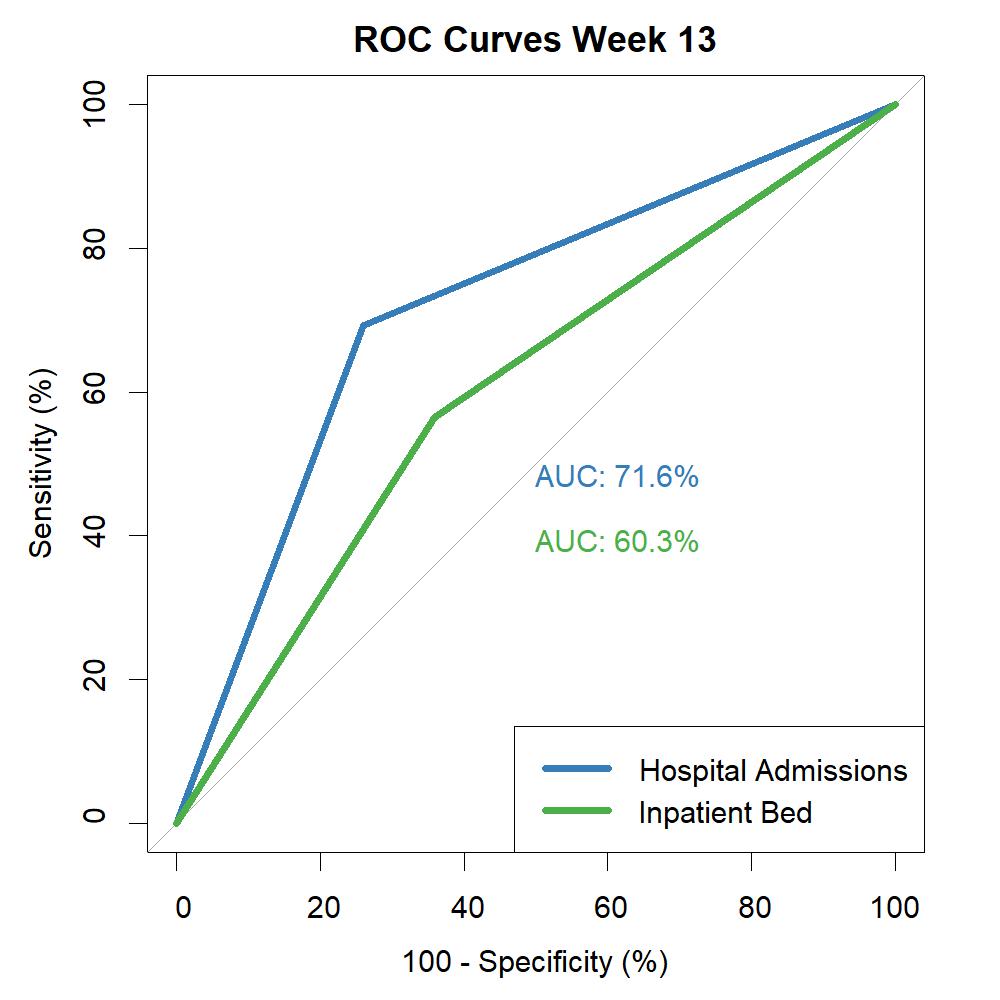 ROC Curves Week 13
Sensitivity (%)
100
80
60
40
20
0
AUC: 71.6%
AUC: 60.3%
Hospital Admissions
Inpatient Bed
0 20 40 60 80 100
100 - Specificity (%)